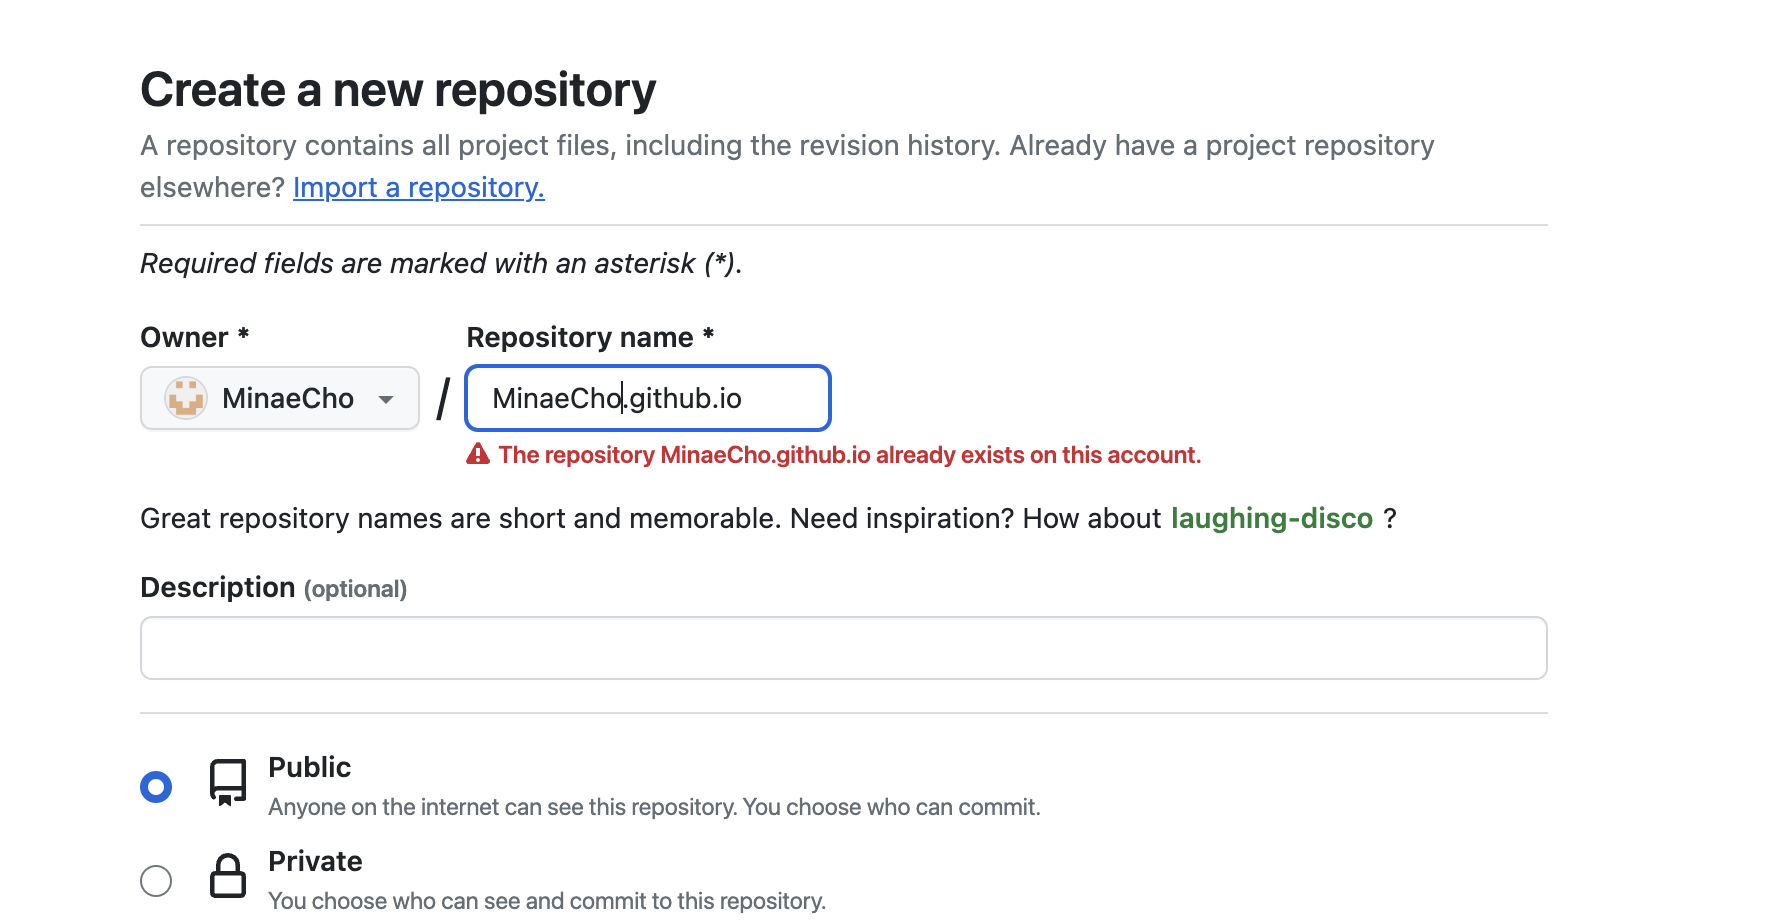 Create a new repository
A repository contains all project files, including the revision history. Already have a project repository
elsewhere? Import a repository.
Required fields are marked with an asterisk (*).
Owner *
Repository name *
MinaeCho
/
MinaeCho.github.io
The repository MinaeCho.github.io already exists on this account.
Great repository names are short and memorable. Need inspiration? How about laughing-disco ?
Description (optional)
Public
Anyone on the internet can see this repository. You choose who can commit.
Private
You choose who can see and commit to this repository.